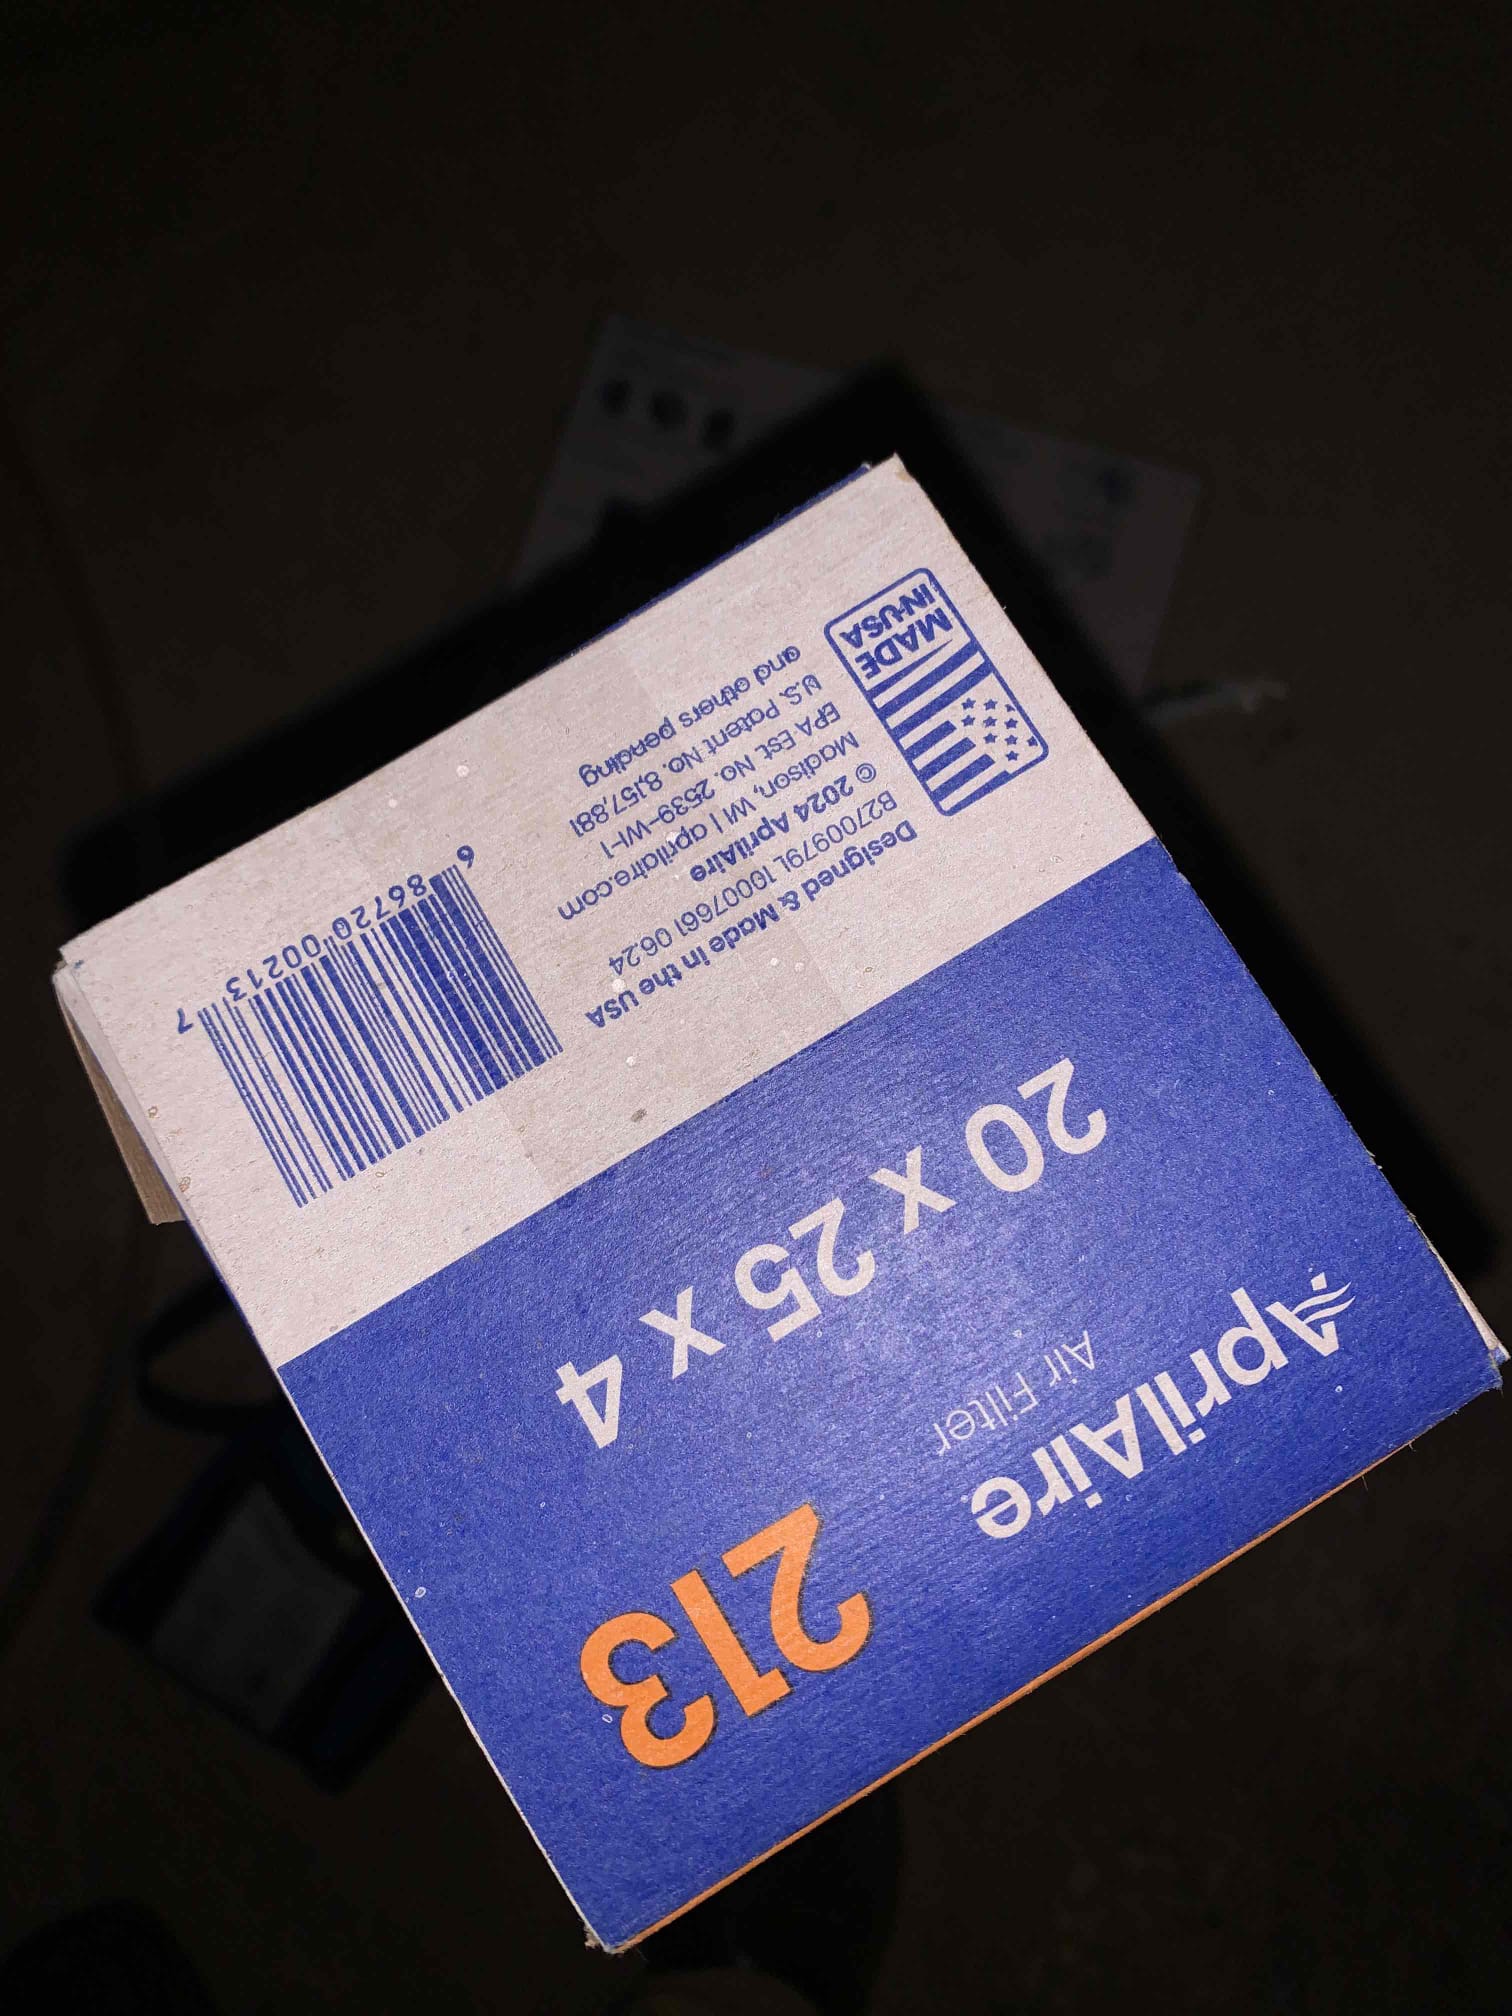 AprilAire
Air Filter
213
20 x 25 x 4
Designed & Made in the USA
B2700979L 10007661 06.24
© 2024 AprilAire
Madison, WI | aprilaire.com
EPA Est. No. 2539-WI-1
U.S. Patent No. 8,157,881
and others pending
MADE
IN USA
6 86720 00213 7